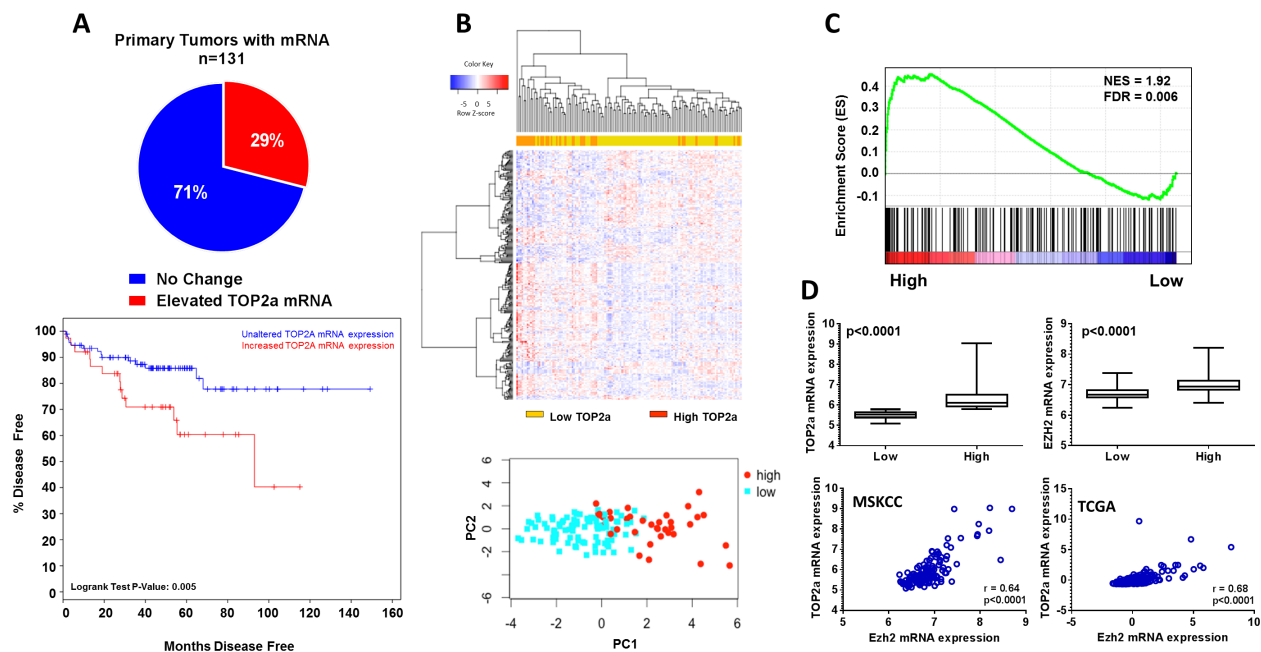 A
Primary Tumors with mRNA
n=131
29%
71%
No Change
Elevated TOP2a mRNA
100
90
80
70
60
50
40
30
20
10
0
% Disease Free
Unaltered TOP2A mRNA expression
Increased TOP2A mRNA expression
Logrank Test P-Value: 0.005
0 20 40 60 80 100 120 140 160
Months Disease Free
B
Color Key
-5 0 5
Row Z-score
Low TOP2a
High TOP2a
6
4
2
0
-2
-6
PC2
-4 -2 0 2 4 6
PC1
high
low
C
0.4
0.3
0.2
0.1
0.0
-0.1
Enrichment Score (ES)
NES = 1.92
FDR = 0.006
High
Low
D
10
9
8
7
6
5
4
TOP2a mRNA expression
p<0.0001
Low High
9
8
7
6
5
EZH2 mRNA expression
p<0.0001
Low High
10
9
8
7
6
5
4
TOP2a mRNA expression
MSKCC
r = 0.64
p<0.0001
5 6 7 8 9
Ezh2 mRNA expression
15
10
5
0
-5
TOP2a mRNA expression
TCGA
r = 0.68
p<0.0001
-5 0 5 10
Ezh2 mRNA expression